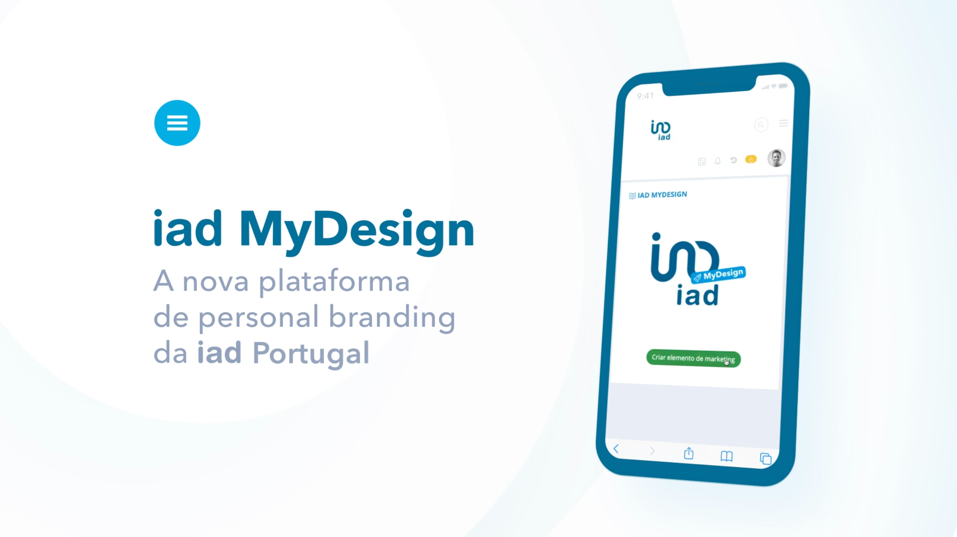 iad MyDesign
A nova plataforma
de personal branding
da iad Portugal
9:41
iad
IAD MYDESIGN
MyDesign
iad
Criar elemento de marketing